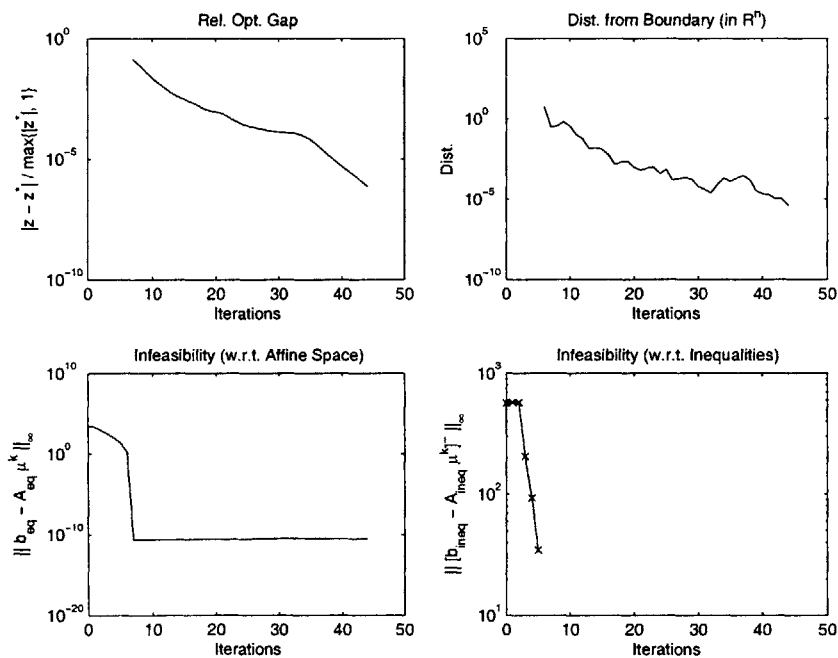 Rel. Opt. Gap
10^0
10^-5
10^-10
|z - z*| / max{|z*|, 1}
0 10 20 30 40 50
Iterations
Dist. from Boundary (in R^n)
10^5
10^0
10^-5
10^-10
Dist.
0 10 20 30 40 50
Iterations
Infeasibility (w.r.t. Affine Space)
10^10
10^0
10^-10
10^-20
|| b_eq - A_eq μ^k ||_∞
0 10 20 30 40 50
Iterations
Infeasibility (w.r.t. Inequalities)
10^3
10^2
10^1
|| [b_ineq - A_ineq μ^k]^- ||_∞
0 10 20 30 40 50
Iterations